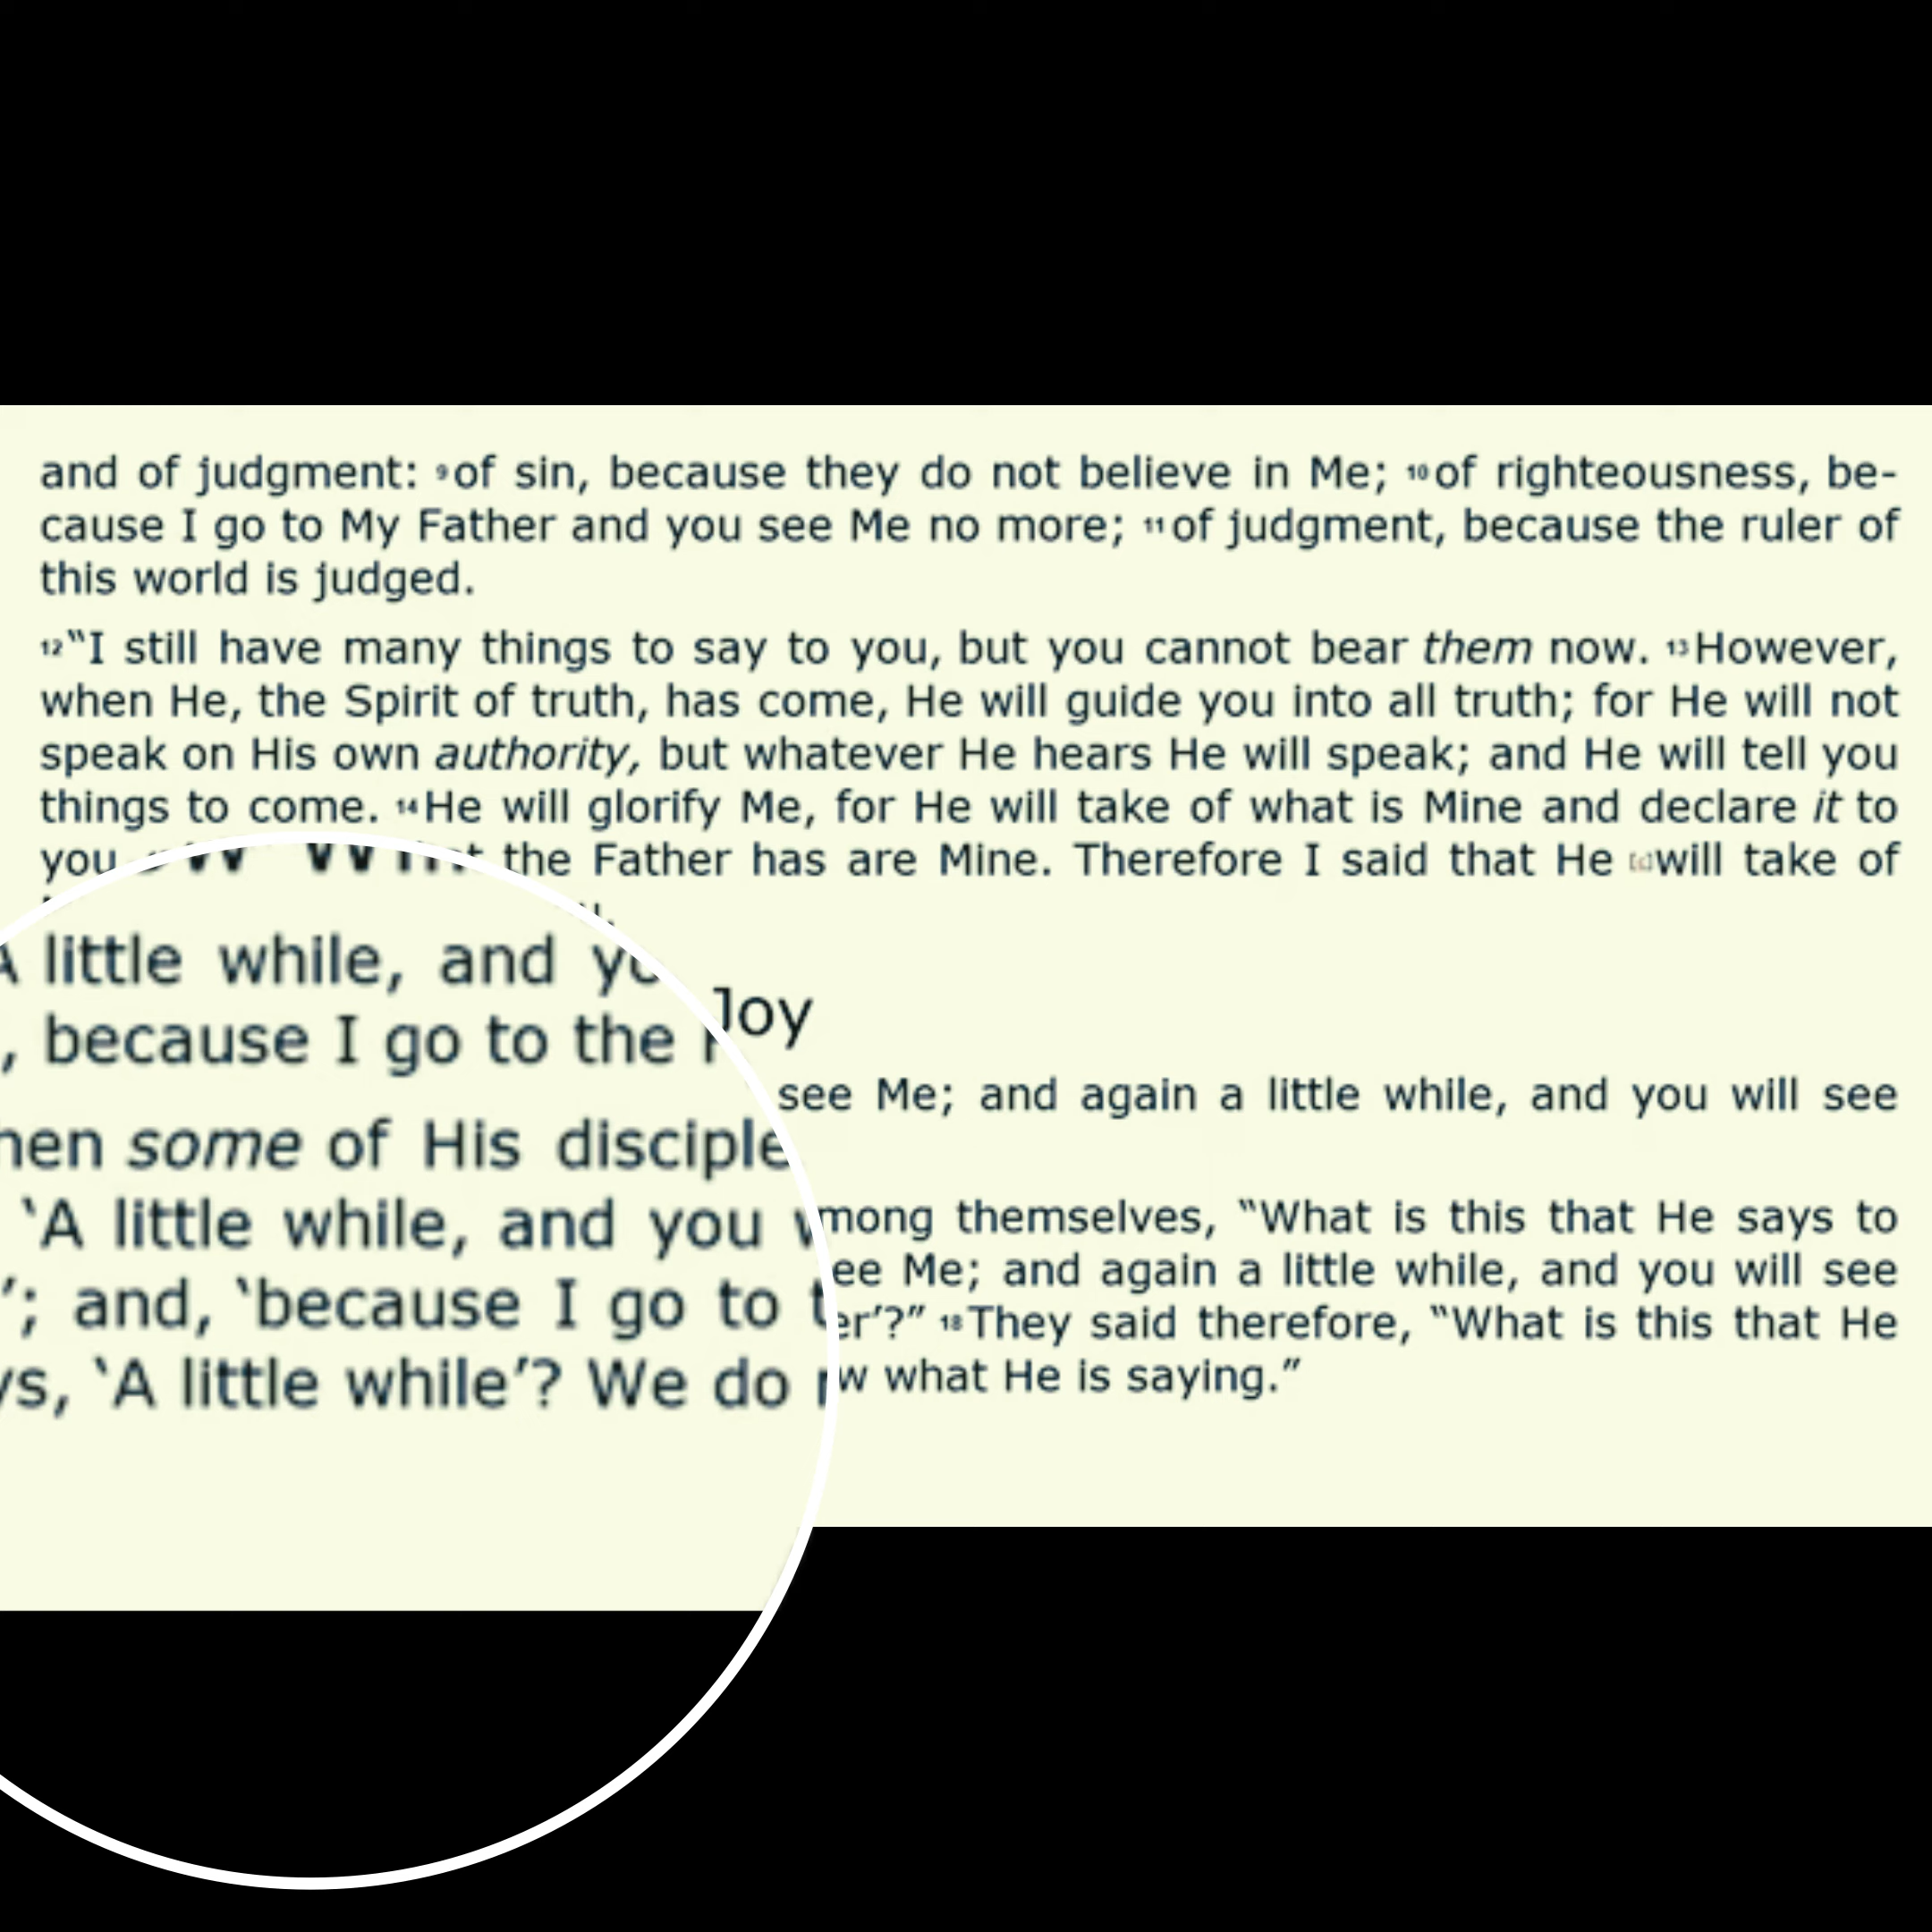 and of judgment: 9 of sin, because they do not believe in Me; 10 of righteousness, be-
cause I go to My Father and you see Me no more; 11 of judgment, because the ruler of
this world is judged.
12 “I still have many things to say to you, but you cannot bear them now. 13 However,
when He, the Spirit of truth, has come, He will guide you into all truth; for He will not
speak on His own authority, but whatever He hears He will speak; and He will tell you
things to come. 14 He will glorify Me, for He will take of what is Mine and declare it to
you the Father has are Mine. Therefore I said that He [c] will take of
A little while, and
Joy
, because I go to the
see Me; and again a little while, and you will see
some of His
mong themselves, “What is this that He says to
‘A little while, and you
ee Me; and again a little while, and you will see
’; and, ‘because I go to
er’?” 18 They said therefore, “What is this that He
ys, ‘A little while’? We do
w what He is saying.”